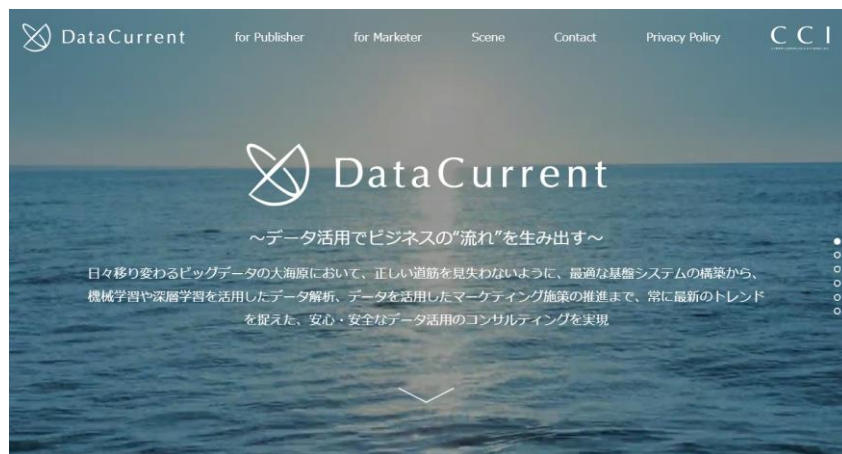 DataCurrent for Publisher for Marketer Scene Contact Privacy Policy CCI
DataCurrent
～データ活用でビジネスの“流れ”を生み出す～
日々移り変わるビッグデータの大海原において、正しい道筋を見失わないように、最適な基盤システムの構築から、
機械学習や深層学習を活用したデータ解析、データを活用したマーケティング施策の推進まで、常に最新のトレンド
を捉えた、安心・安全なデータ活用のコンサルティングを実現